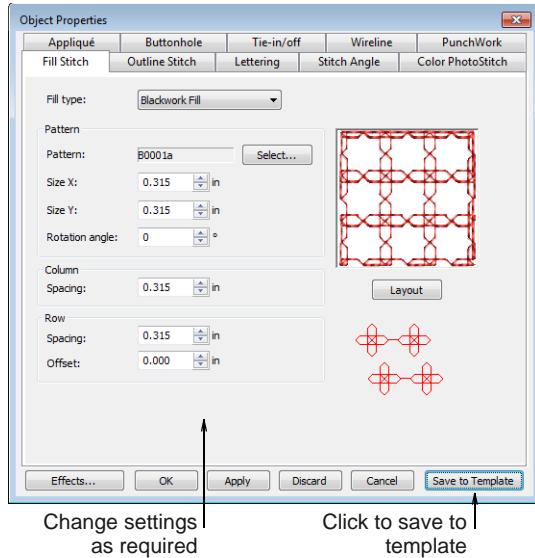 Object Properties
Appliqué Buttonhole Tie-in/off Wireline PunchWork
Fill Stitch Outline Stitch Lettering Stitch Angle Color PhotoStitch
Fill type: Blackwork Fill
Pattern
Pattern: B0001a Select...
Size X: 0.315 in
Size Y: 0.315 in
Rotation angle: 0 °
Column
Spacing: 0.315 in
Layout
Row
Spacing: 0.315 in
Offset: 0.000 in
Effects... OK Apply Discard Cancel Save to Template
Change settings
as required
Click to save to
template